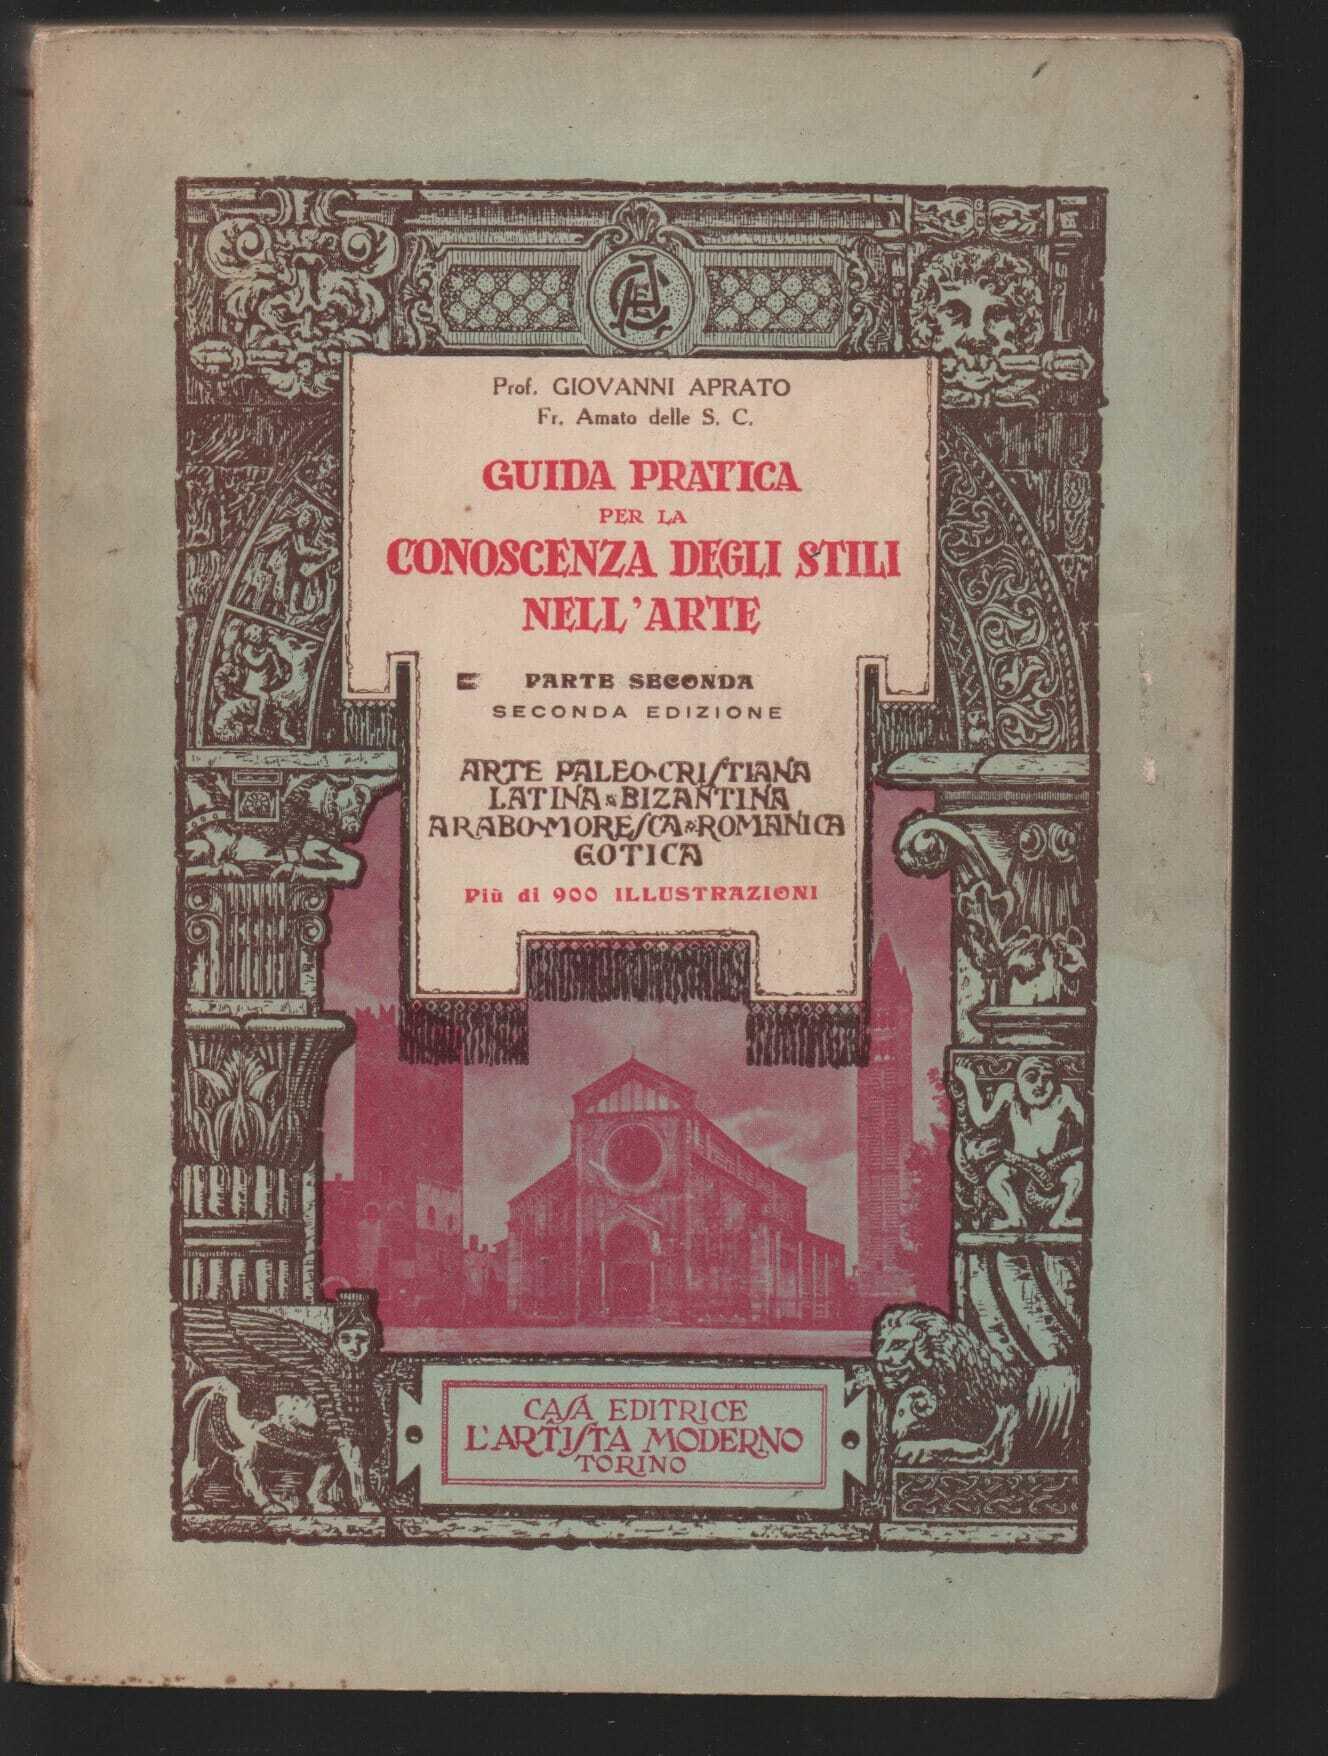 Prof. GIOVANNI APRATO
Fr. Amato delle S. C.
GUIDA PRATICA
PER LA
CONOSCENZA DEGLI STILI
NELL'ARTE
PARTE SECONDA
SECONDA EDIZIONE
ARTE PALEO-CRISTIANA
LATINA & BIZANTINA
ARABO-MORESCA & ROMANICA
GOTICA
Più di 900 ILLUSTRAZIONI
CASA EDITRICE
L'ARTISTA MODERNO
TORINO